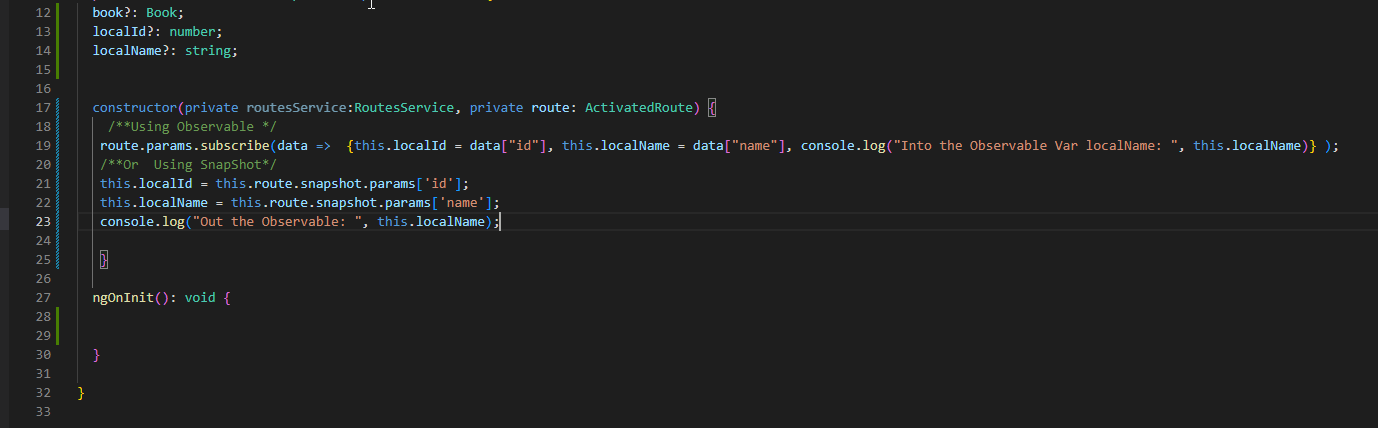 12 book?: Book;
13 localId?: number;
14 localName?: string;
15
16
17 constructor(private routesService:RoutesService, private route: ActivatedRoute) {
18 /**Using Observable */
19 route.params.subscribe(data => {this.localId = data["id"], this.localName = data["name"], console.log("Into the Observable Var localName: ", this.localName)} );
20 /**Or  Using SnapShot*/
21 this.localId = this.route.snapshot.params['id'];
22 this.localName = this.route.snapshot.params['name'];
23 console.log("Out the Observable: ", this.localName);
24
25 }
26
27 ngOnInit(): void {
28
29
30 }
31
32 }
33